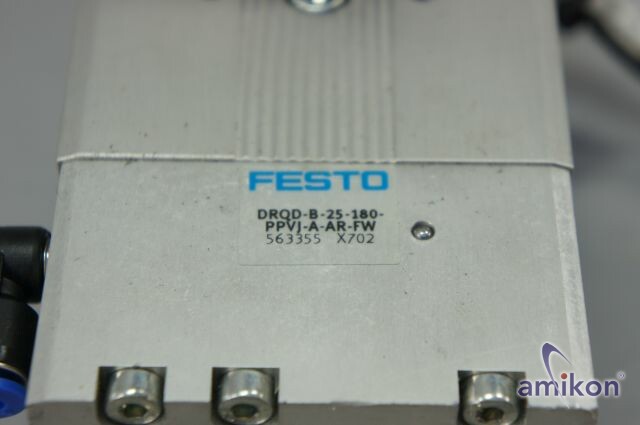 FESTO
DRQD-B-25-180-
PPVJ-A-AR-FW
563355 X702
amikon®